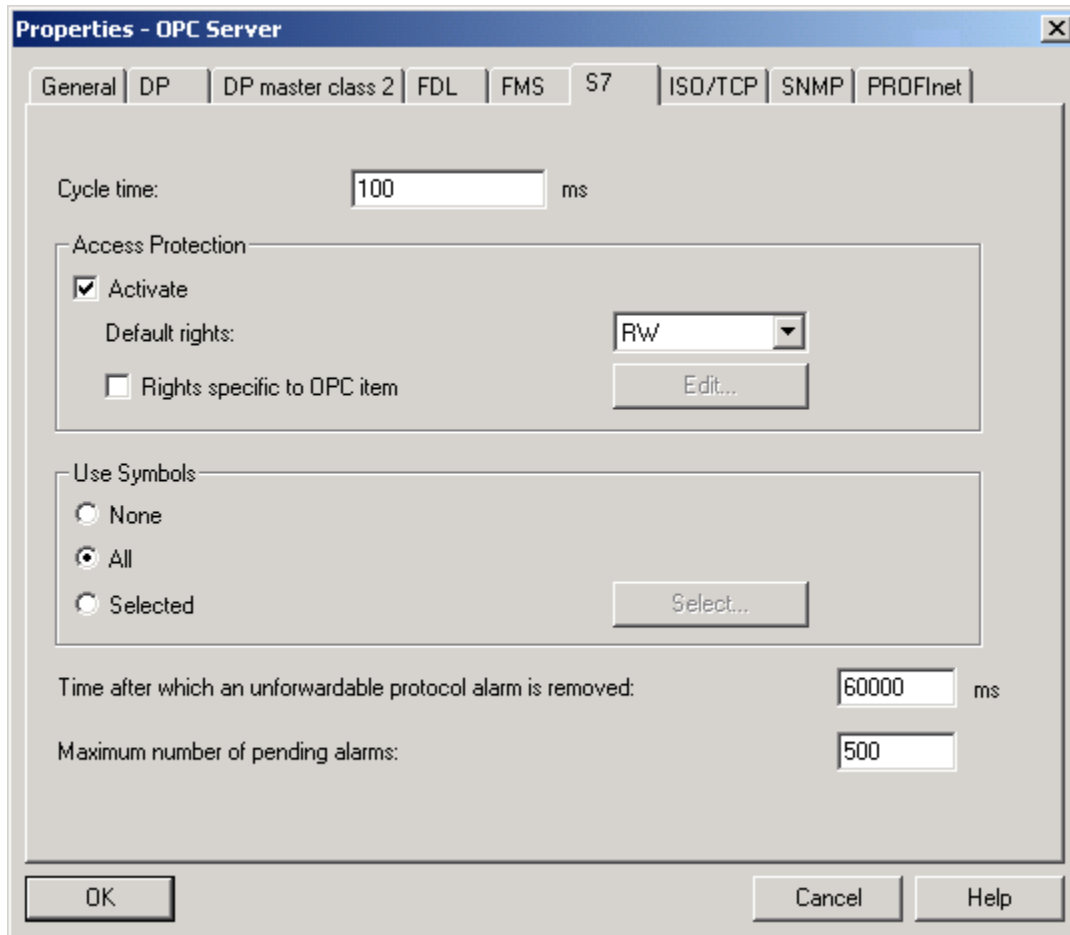 Properties - OPC Server
General DP DP master class 2 FDL FMS S7 ISO/TCP SNMP PROFInet
Cycle time: 100 ms
Access Protection
Activate
Default rights: RW
Rights specific to OPC item Edit...
Use Symbols
None
All
Selected Select...
Time after which an unforwardable protocol alarm is removed: 60000 ms
Maximum number of pending alarms: 500
OK Cancel Help